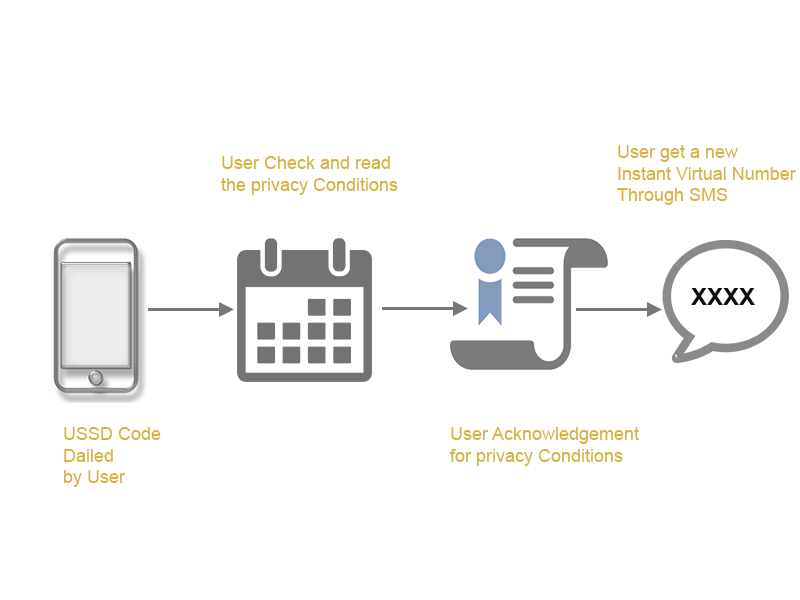 User Check and read
the privacy Conditions
User get a new
Instant Virtual Number
Through SMS
XXXX
USSD Code
Dailed
by User
User Acknowledgement
for privacy Conditions